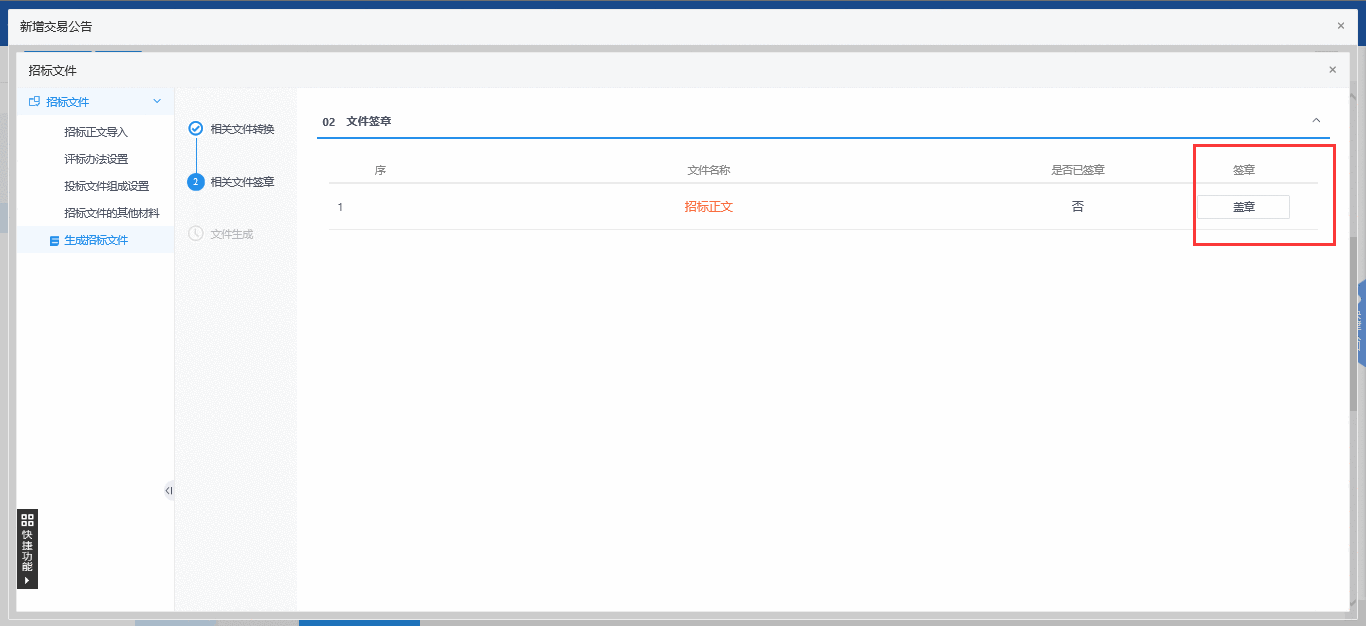 新增交易公告
×
招标文件
×
招标文件
招标正文导入
评标办法设置
投标文件组成设置
招标文件的其他材料
生成招标文件
相关文件转换
2 相关文件签章
文件生成
02 文件签章
序 文件名称 是否已签章 签章
1 招标正文 否 盖章
快捷功能